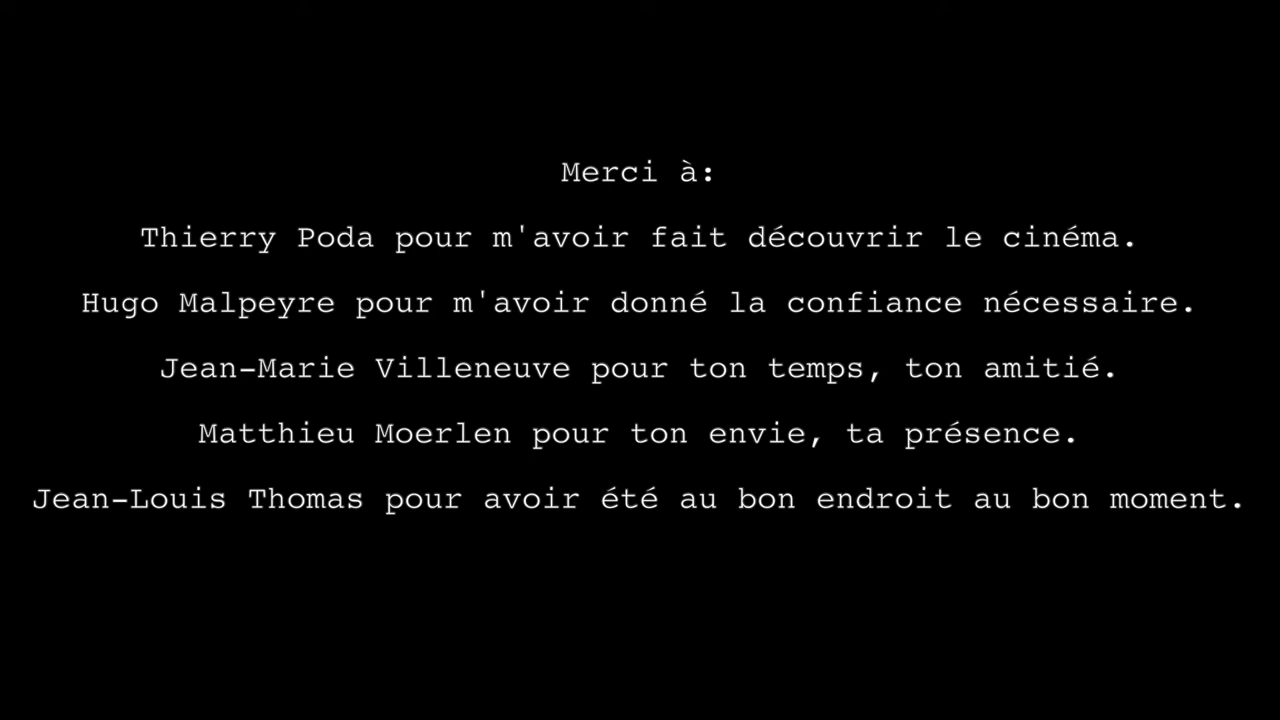 Merci à:
Thierry Poda pour m'avoir fait découvrir le cinéma.
Hugo Malpeyre pour m'avoir donné la confiance nécessaire.
Jean-Marie Villeneuve pour ton temps, ton amitié.
Matthieu Moerlen pour ton envie, ta présence.
Jean-Louis Thomas pour avoir été au bon endroit au bon moment.